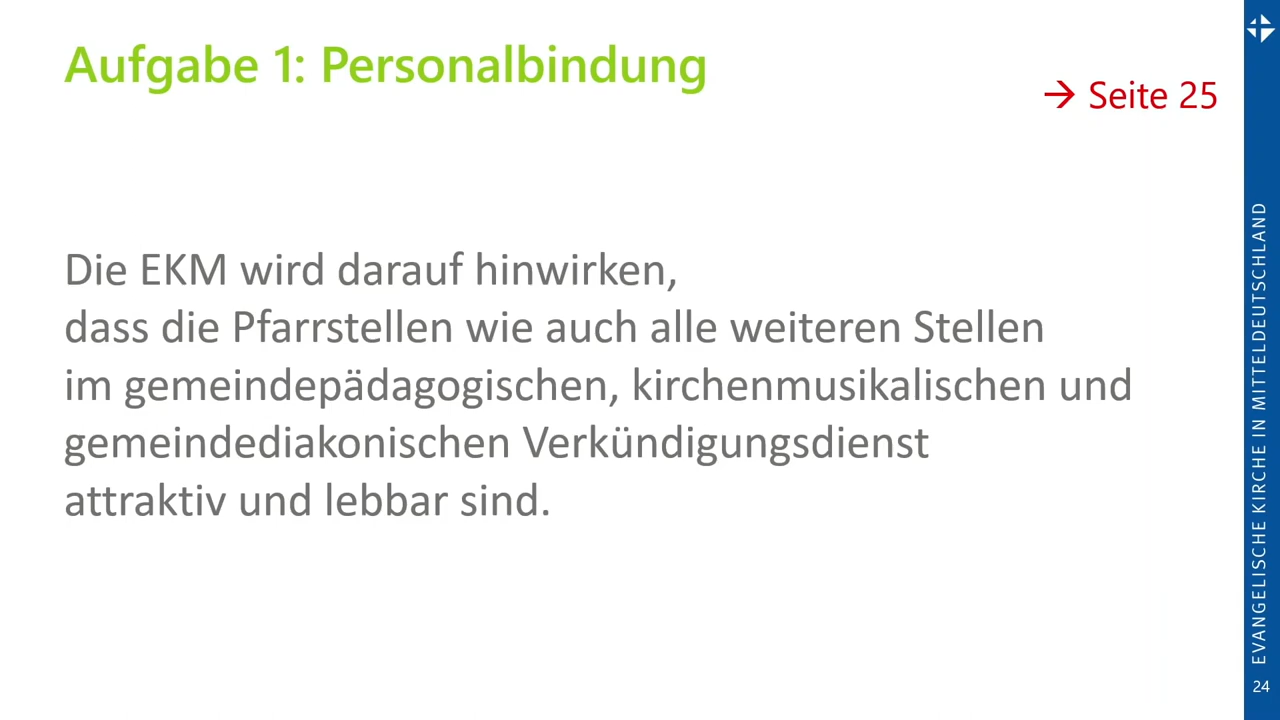 Aufgabe 1: Personalbindung
→ Seite 25
Die EKM wird darauf hinwirken,
dass die Pfarrstellen wie auch alle weiteren Stellen
im gemeindepädagogischen, kirchenmusikalischen und
gemeindediakonischen Verkündigungsdienst
attraktiv und lebbar sind.
EVANGELISCHE KIRCHE IN MITTELDEUTSCHLAND
24